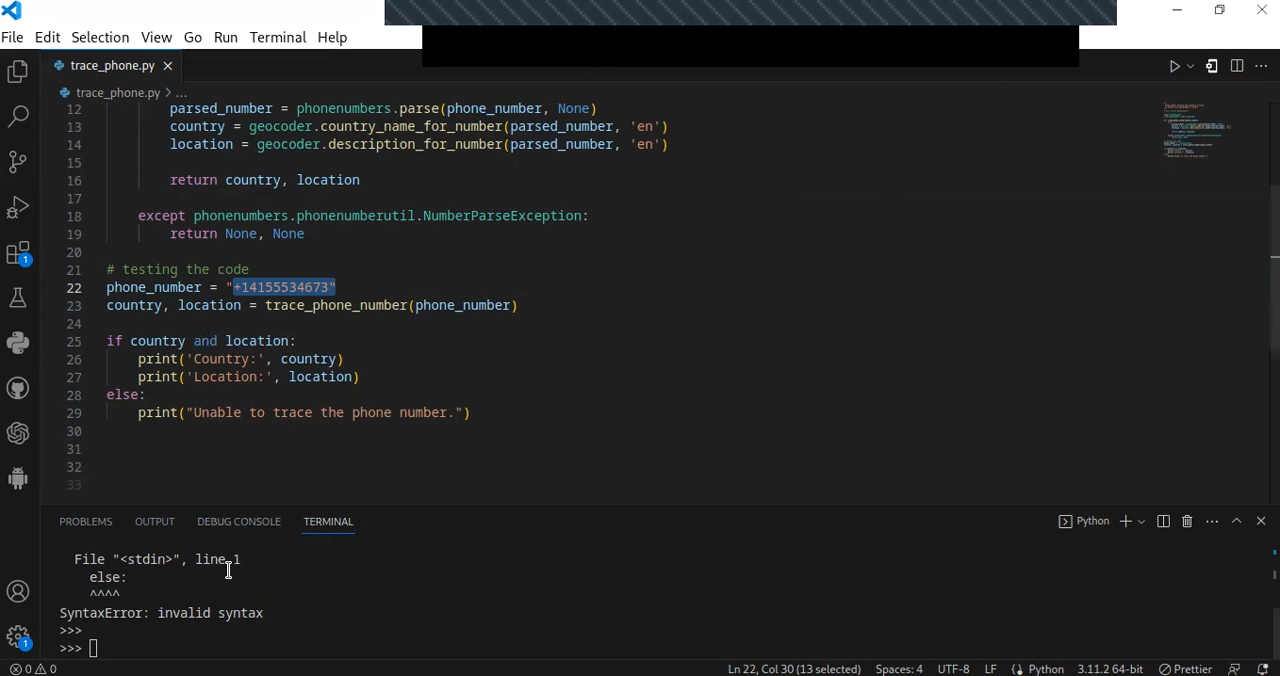 File Edit Selection View Go Run Terminal Help
trace_phone.py
trace_phone.py > ...
12 parsed_number = phonenumbers.parse(phone_number, None)
13 country = geocoder.country_name_for_number(parsed_number, 'en')
14 location = geocoder.description_for_number(parsed_number, 'en')
15
16 return country, location
17
18 except phonenumbers.phonenumberutil.NumberParseException:
19 return None, None
20
21 # testing the code
22 phone_number = "+14155534673"
23 country, location = trace_phone_number(phone_number)
24
25 if country and location:
26 print('Country:', country)
27 print('Location:', location)
28 else:
29 print("Unable to trace the phone number.")
30
31
32
33
PROBLEMS OUTPUT DEBUG CONSOLE TERMINAL Python
File "<stdin>", line 1
else:
^^^^
SyntaxError: invalid syntax
>>>
>>>
1
1
0 0 Ln 22, Col 30 (13 selected) Spaces: 4 UTF-8 LF Python 3.11.2 64-bit Prettier